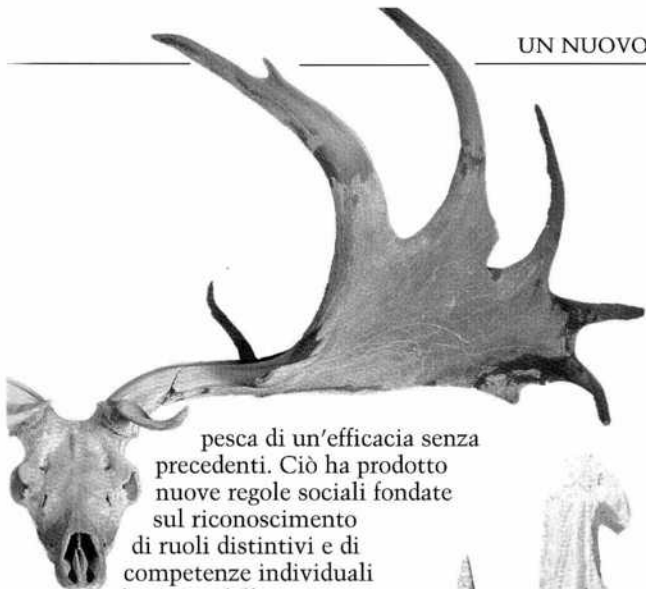 UN NUOVO
pesca di un'efficacia senza
precedenti. Ciò ha prodotto
nuove regole sociali fondate
sul riconoscimento
di ruoli distintivi e di
competenze individuali